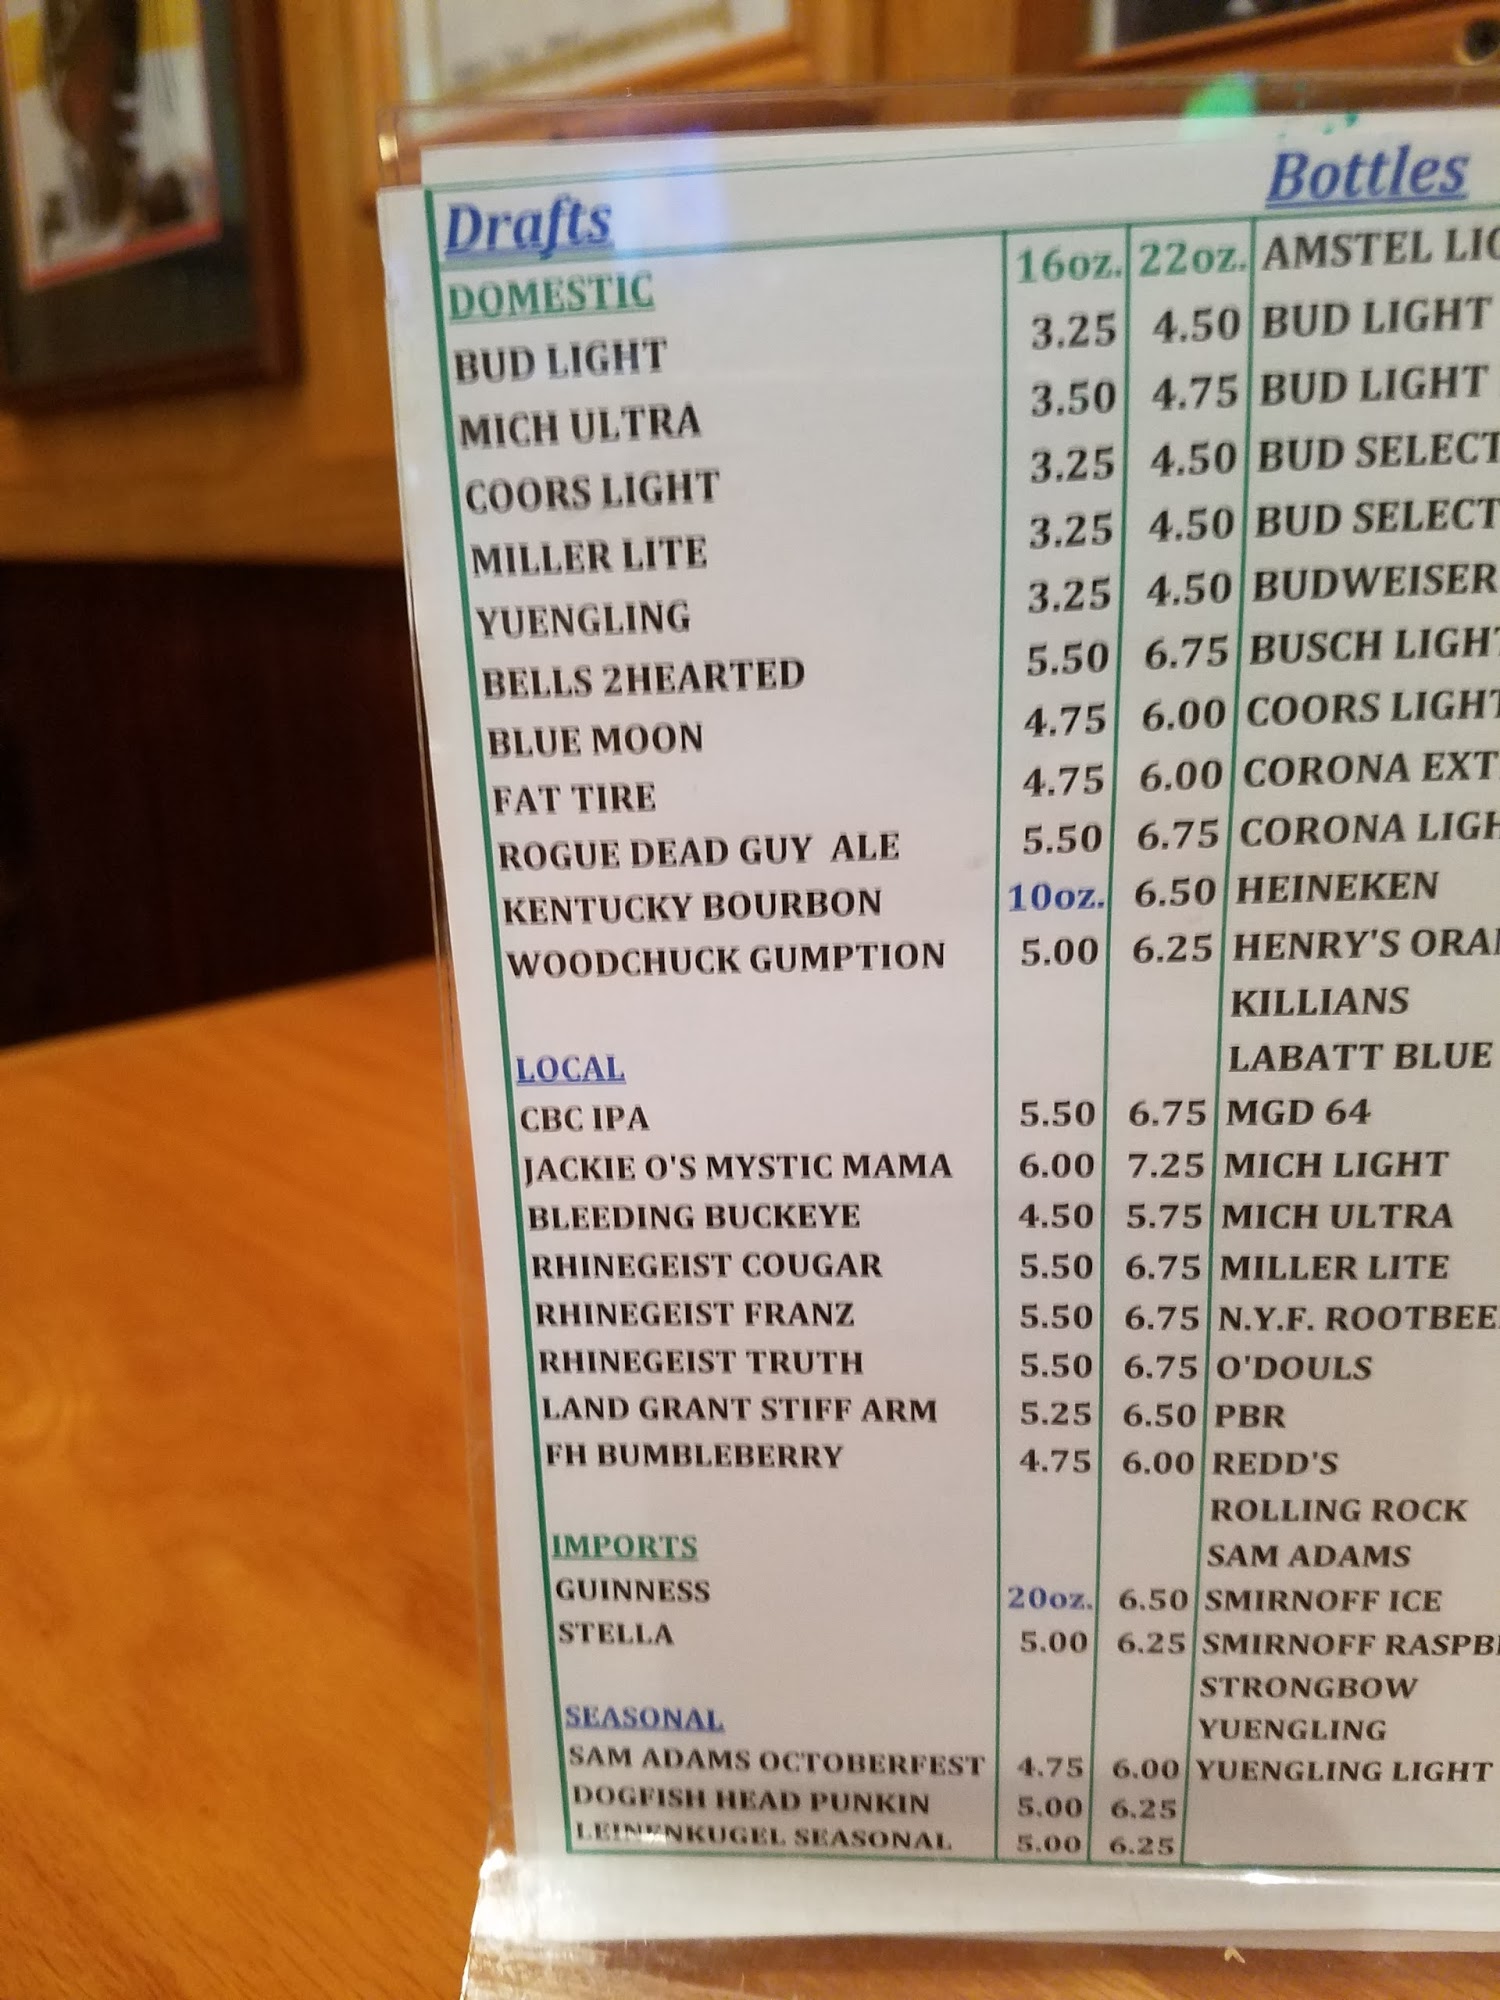 Drafts Bottles
DOMESTIC 16oz. 22oz. AMSTEL
BUD LIGHT 3.25 4.50 BUD LIGHT
MICH ULTRA 3.50 4.75 BUD LIGHT
COORS LIGHT 3.25 4.50 BUD SELECT
MILLER LITE 3.25 4.50 BUD SELECT
YUENGLING 3.25 4.50 BUDWEISER
BELLS 2HEARTED 5.50 6.75 BUSCH LIGHT
BLUE MOON 4.75 6.00 COORS LIGHT
FAT TIRE 4.75 6.00 CORONA
ROGUE DEAD GUY ALE 5.50 6.75 CORONA
KENTUCKY BOURBON 10oz. 6.50 HEINEKEN
WOODCHUCK GUMPTION 5.00 6.25 HENRY'S
KILLIANS
LABATT BLUE
LOCAL
CBC IPA 5.50 6.75 MGD 64
JACKIE O'S MYSTIC MAMA 6.00 7.25 MICH LIGHT
BLEEDING BUCKEYE 4.50 5.75 MICH ULTRA
RHINEGEIST COUGAR 5.50 6.75 MILLER LITE
RHINEGEIST FRANZ 5.50 6.75 N.Y.F.
RHINEGEIST TRUTH 5.50 6.75 O'DOULS
LAND GRANT STIFF ARM 5.25 6.50 PBR
FH BUMBLEBERRY 4.75 6.00 REDD'S
ROLLING ROCK
IMPORTS SAM ADAMS
GUINNESS 20oz. 6.50 SMIRNOFF ICE
STELLA 5.00 6.25 SMIRNOFF
STRONGBOW
SEASONAL YUENGLING
SAM ADAMS OCTOBERFEST 4.75 6.00 YUENGLING LIGHT
DOGFISH HEAD PUNKIN 5.00 6.25
LEINENKUGEL SEASONAL 5.00 6.25